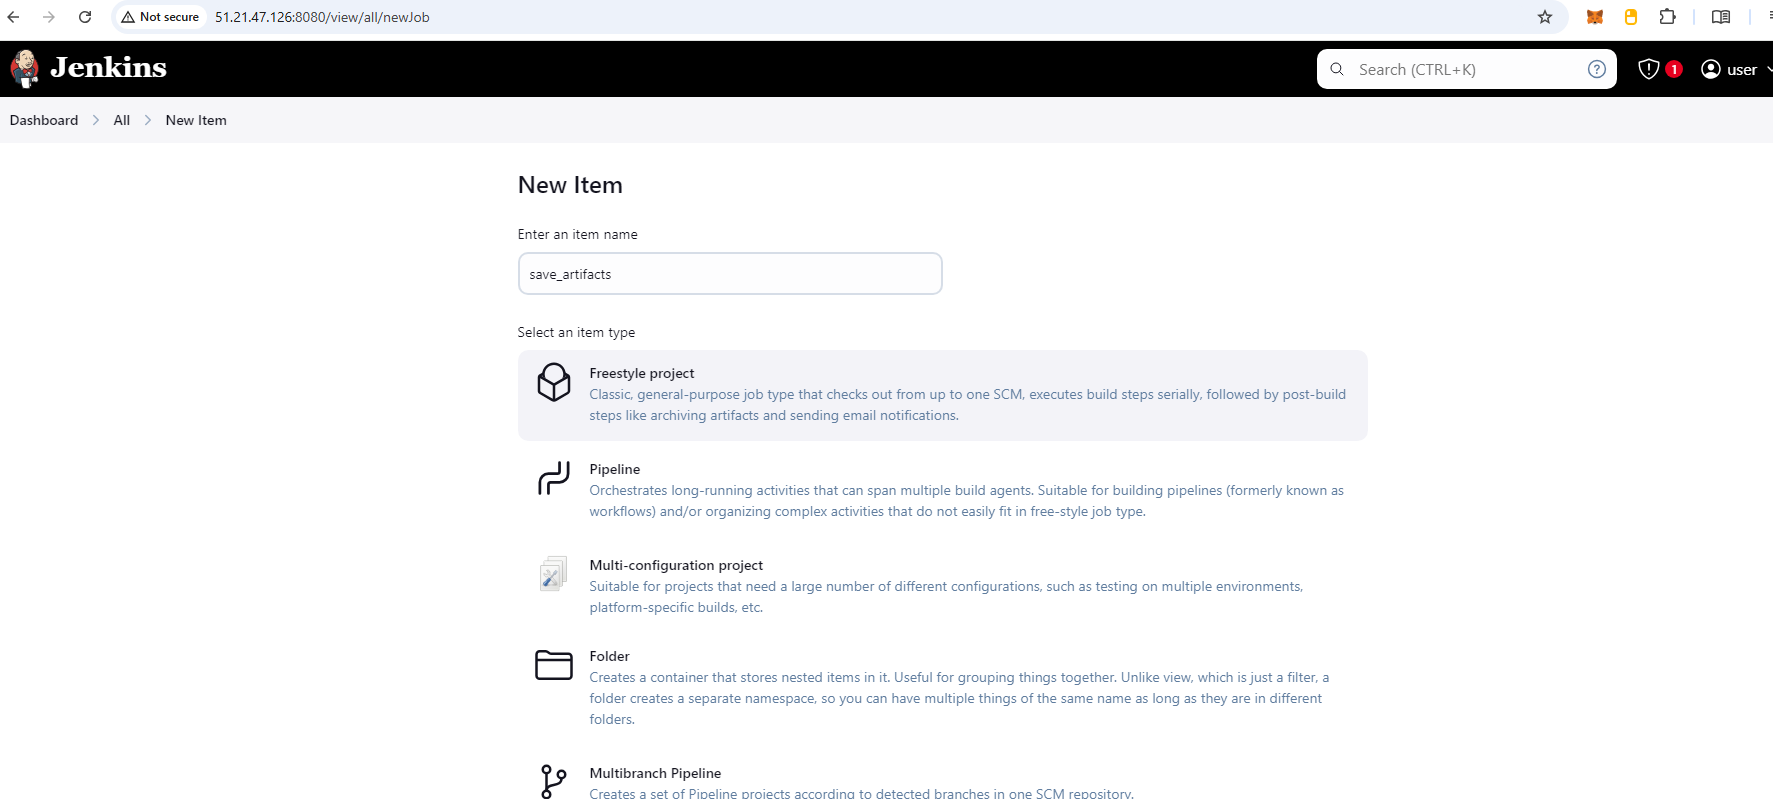 Not secure 51.21.47.126:8080/view/all/newJob
Jenkins
Search (CTRL+K)
?
1
user
Dashboard > All > New Item
New Item
Enter an item name
save_artifacts
Select an item type
Freestyle project
Classic, general-purpose job type that checks out from up to one SCM, executes build steps serially, followed by post-build
steps like archiving artifacts and sending email notifications.
Pipeline
Orchestrates long-running activities that can span multiple build agents. Suitable for building pipelines (formerly known as
workflows) and/or organizing complex activities that do not easily fit in free-style job type.
Multi-configuration project
Suitable for projects that need a large number of different configurations, such as testing on multiple environments,
platform-specific builds, etc.
Folder
Creates a container that stores nested items in it. Useful for grouping things together. Unlike view, which is just a filter, a
folder creates a separate namespace, so you can have multiple things of the same name as long as they are in different
folders.
Multibranch Pipeline
Creates a set of Pipeline projects according to detected branches in one SCM repository.